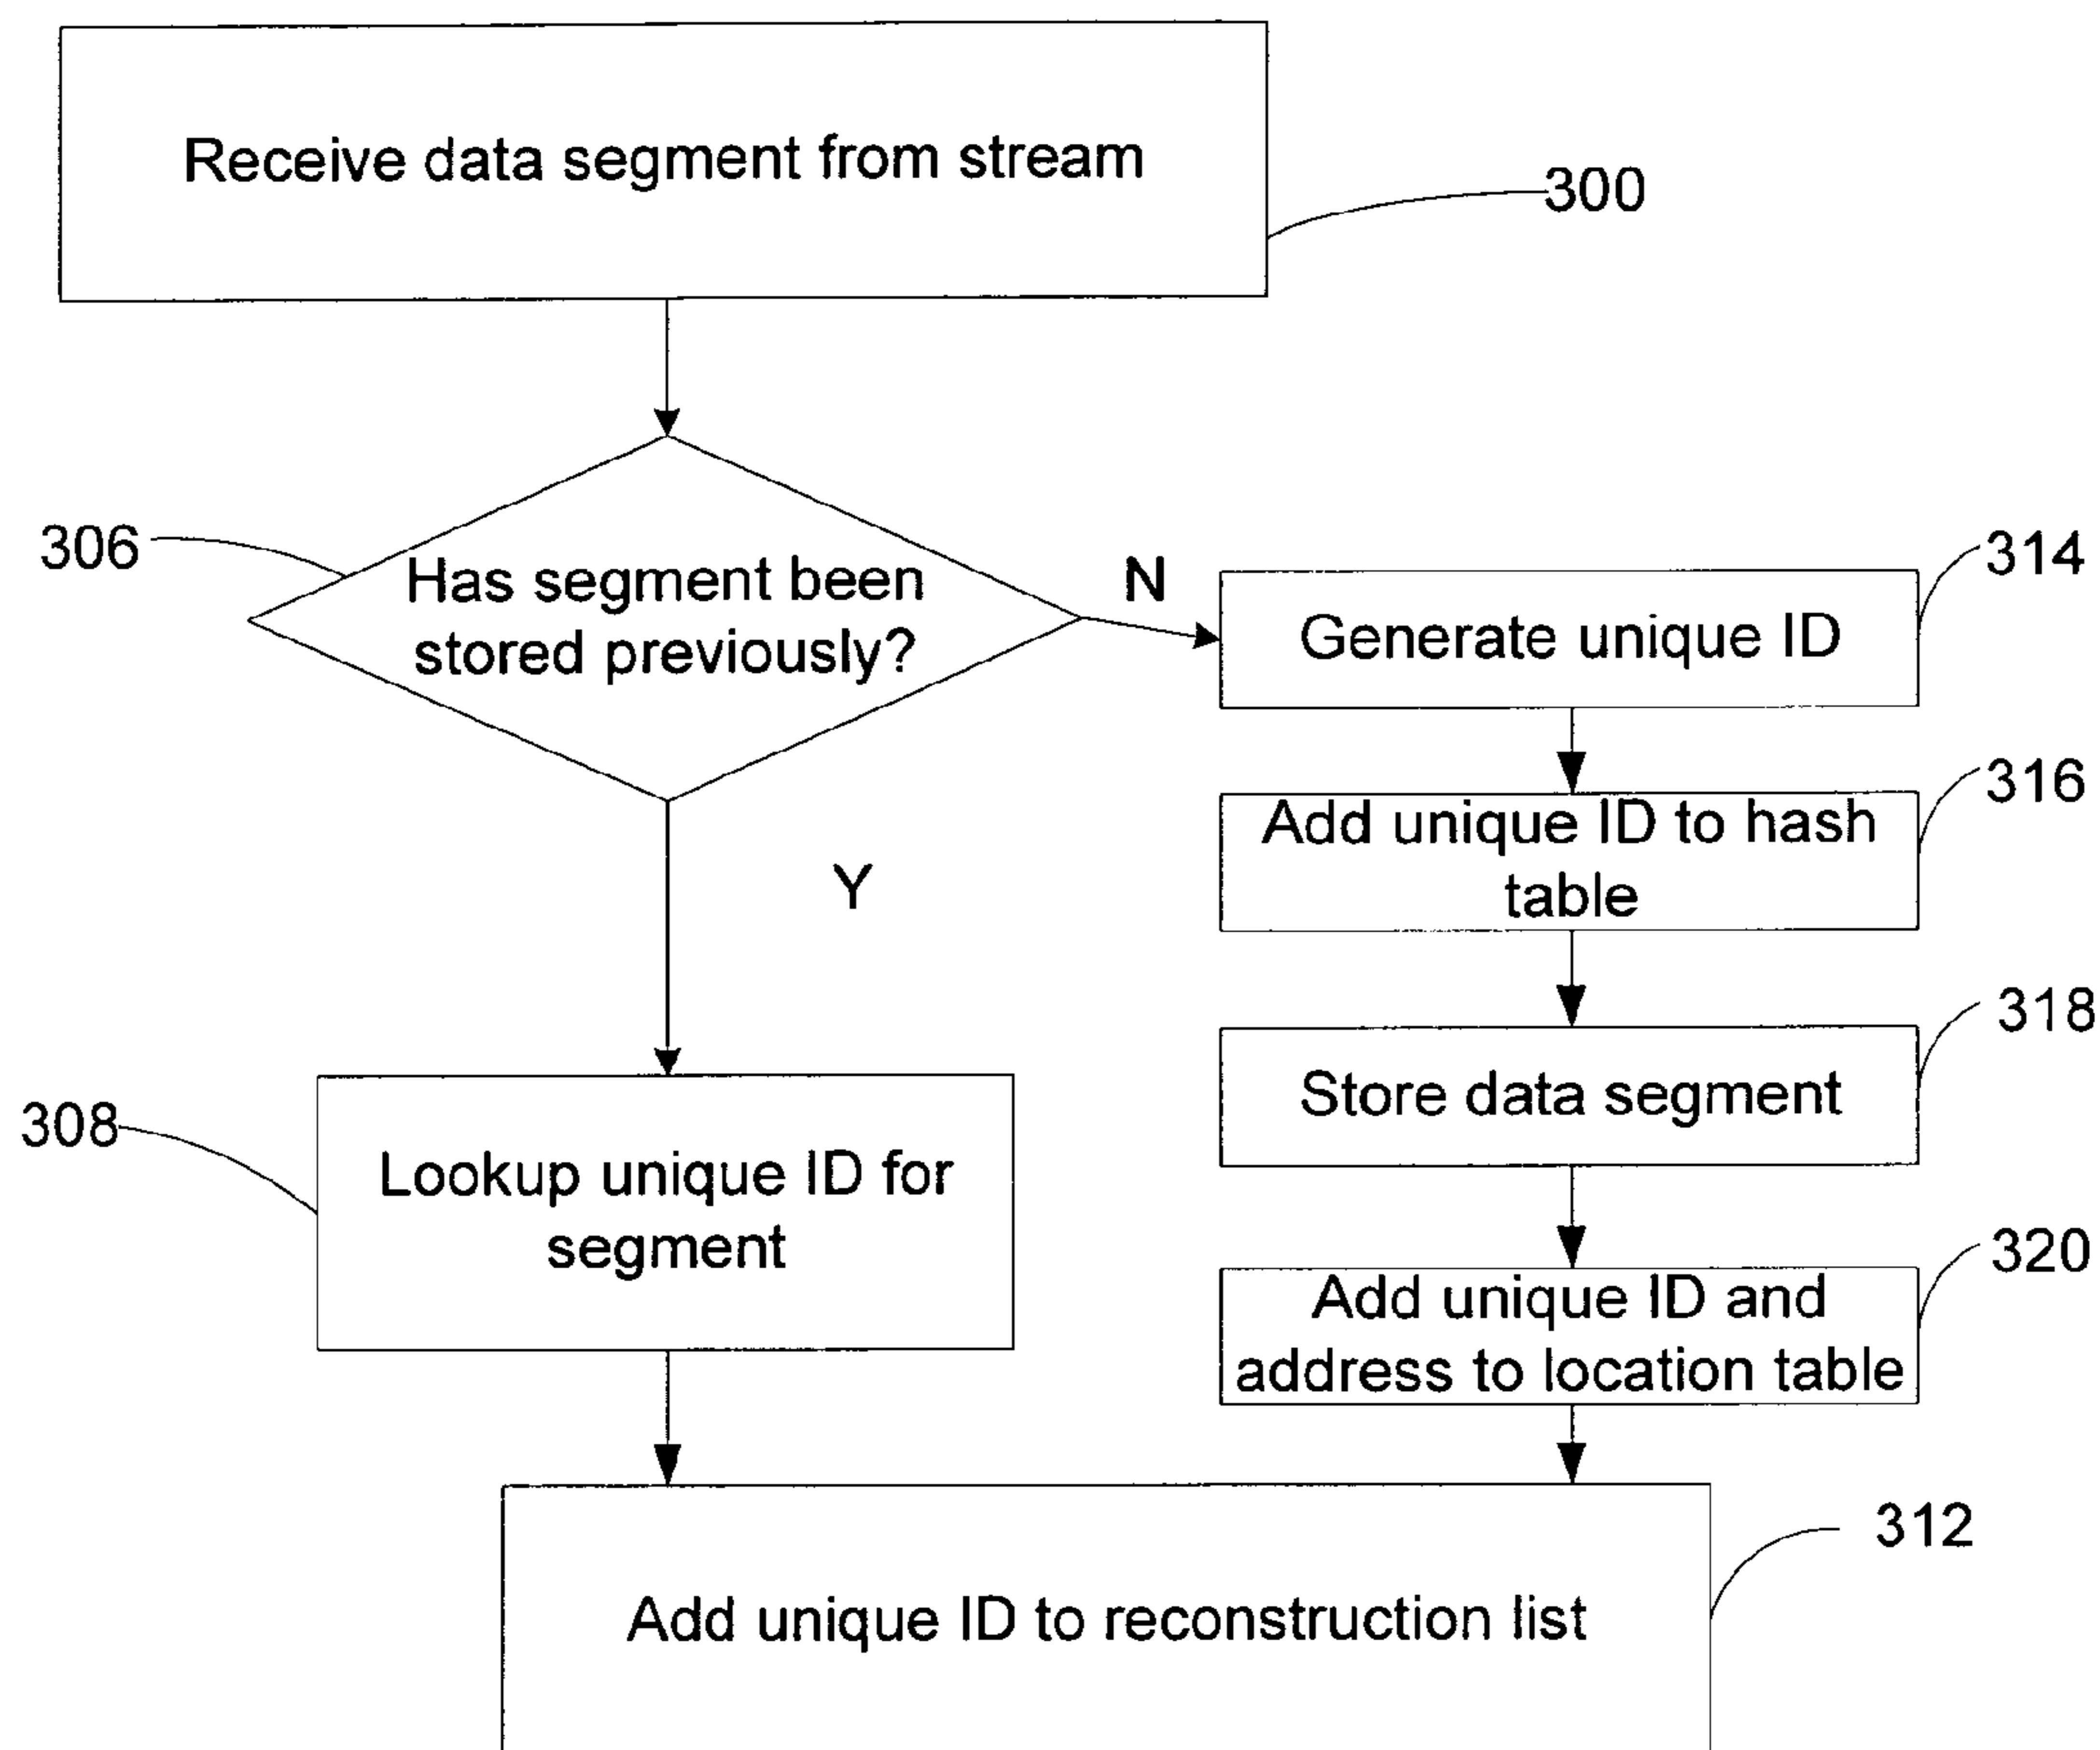 Receive data segment from stream
300
306
Has segment been
stored previously?
N
314
Generate unique ID
316
Add unique ID to hash
table
Y
318
Store data segment
308
Lookup unique ID for
segment
320
Add unique ID and
address to location table
312
Add unique ID to reconstruction list